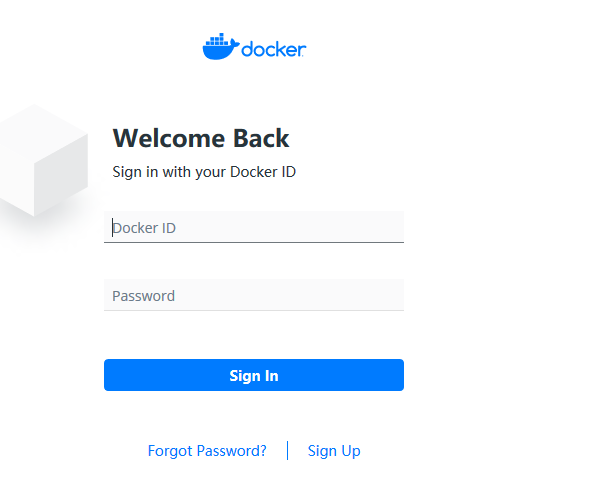 docker
Welcome Back
Sign in with your Docker ID
Docker ID
Password
Sign In
Forgot Password? | Sign Up